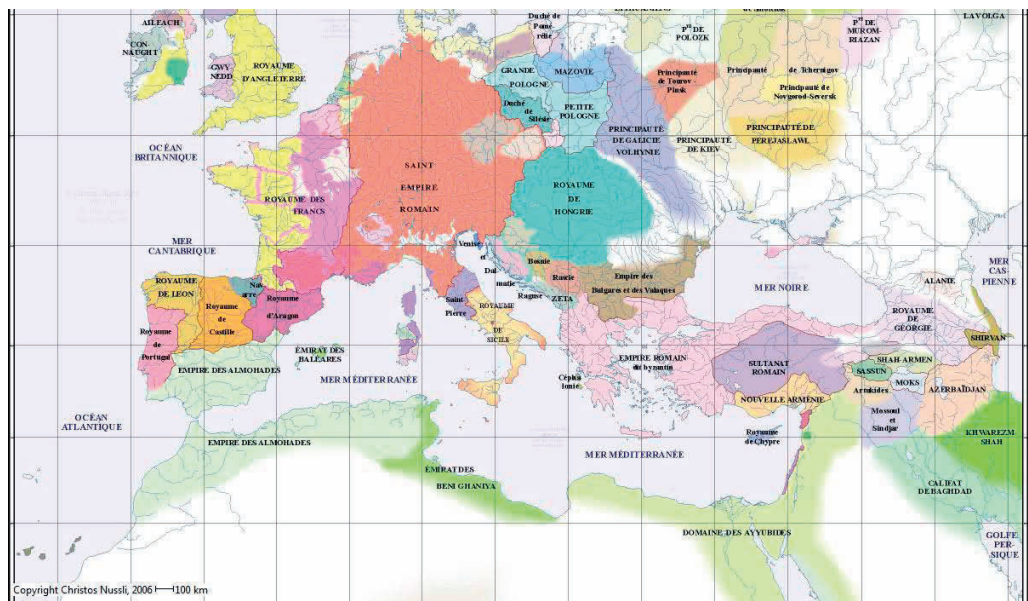 AILEACH
CON-
NAUGHT
GWY
NEDD
ROYAUME
D'ANGLETERRE
Duché de
Pomé
rélie
Pté DE
POLOZK
Pté DE
MUROM-
RIAZAN
LA VOLGA
GRANDE
POLOGNE
MAZOVIE
Duché
de
Silésie
PETITE
POLOGNE
Principauté
de Tourov -
Pinsk
Principauté de Tchernigov
Principauté de
Novgorod-Seversk
PRINCIPAUTÉ
DE GALICIE
VOLHYNIE
PRINCIPAUTÉ
DE KIEV
PRINCIPAUTÉ DE
PEREJASLAWL
OCÉAN
BRITANNIQUE
SAINT
EMPIRE
ROMAIN
ROYAUME DES
FRANCS
ROYAUME
DE
HONGRIE
MER
CANTABRIQUE
Venise
et
Dal
matie
Bosnie
Rascie
Raguse
ZETA
Empire des
Bulgares et des Valaques
MER NOIRE
MER
CAS-
PIENNE
ALANIE
ROYAUME
DE
GÉORGIE
SHIRVAN
ROYAUME
DE LEON
Nav
arre
Royaume
de
Castille
Royaume
d'Aragon
Royaume
de
Portugal
Saint
Pierre
ROYAUME
DE
SICILE
ÉMIRAT DES
BALÉARES
EMPIRE DES ALMOHADES
MER MÉDITERRANÉE
Cépha
lonie
EMPIRE ROMAIN
dit byzantin
SULTANAT
ROMAIN
SHAH-ARMEN
SASSUN
Artukides
MOKS
AZERBAÏDJAN
NOUVELLE ARMÉNIE
Mossoul
et
Sindjar
OCÉAN
ATLANTIQUE
EMPIRE DES ALMOHADES
Royaume
de Chypre
KHWAREZM-
SHAH
MER MÉDITERRANÉE
ÉMIRAT DES
BENI GHANIYA
CALIFAT
DE BAGHDAD
DOMAINE DES AYYUBIDES
GOLFE
PER-
SIQUE
Copyright Christos Nussli, 2006 100 km